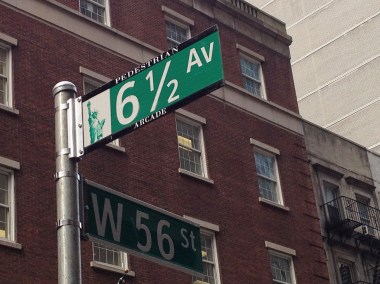 PEDESTRIAN
6 1/2 Av
ARCADE
W 56 St